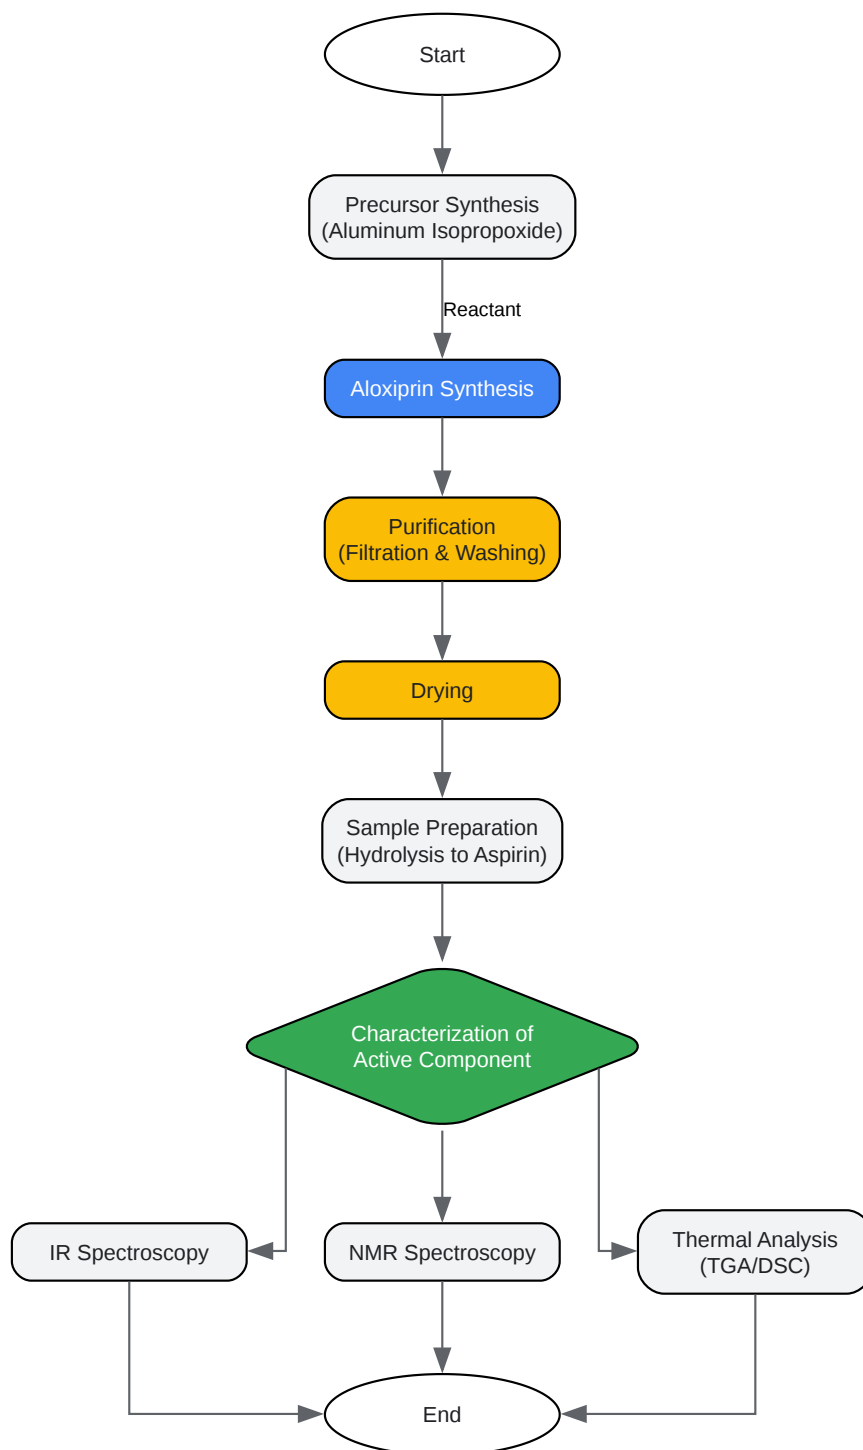 Start
Precursor Synthesis
(Aluminum Isopropoxide)
Reactant
Aloxiprin Synthesis
Purification
(Filtration & Washing)
Drying
Sample Preparation
(Hydrolysis to Aspirin)
Characterization of
Active Component
IR Spectroscopy
NMR Spectroscopy
Thermal Analysis
(TGA/DSC)
End